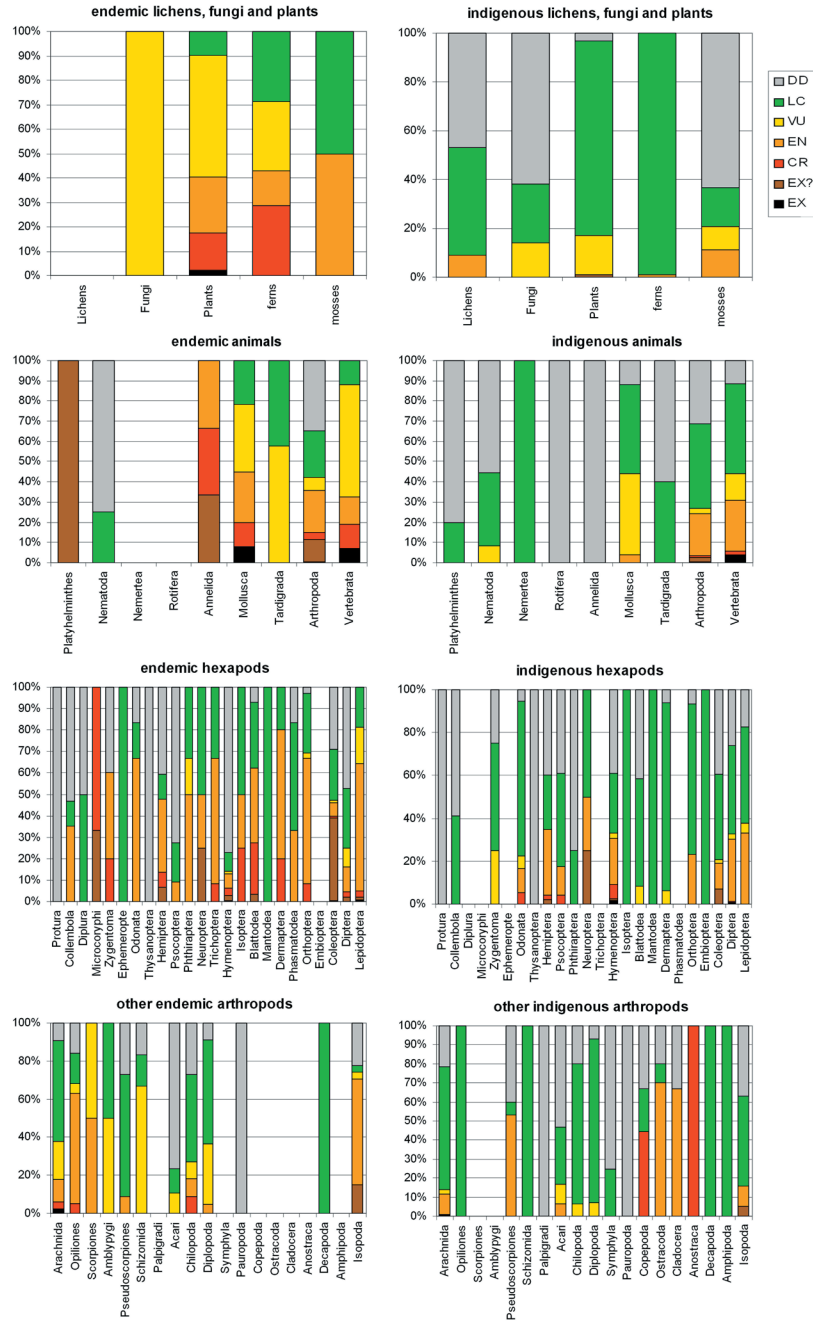 endemic lichens, fungi and plants
100%
90%
80%
70%
60%
50%
40%
30%
20%
10%
0%
Lichens
Fungi
Plants
ferns
mosses
indigenous lichens, fungi and plants
100%
80%
60%
40%
20%
0%
Lichens
Fungi
Plants
ferns
mosses
DD
LC
VU
EN
CR
EX?
EX
endemic animals
100%
90%
80%
70%
60%
50%
40%
30%
20%
10%
0%
Platyhelminthes
Nematoda
Nemertea
Rotifera
Annelida
Mollusca
Tardigrada
Arthropoda
Vertebrata
indigenous animals
100%
90%
80%
70%
60%
50%
40%
30%
20%
10%
0%
Platyhelminthes
Nematoda
Nemertea
Rotifera
Annelida
Mollusca
Tardigrada
Arthropoda
Vertebrata
endemic hexapods
100%
90%
80%
70%
60%
50%
40%
30%
20%
10%
0%
Protura
Collembola
Diplura
Microcoryphi
Zygentoma
Ephemeropte
Odonata
Thysanoptera
Hemiptera
Psocoptera
Phthiraptera
Neuroptera
Trichoptera
Hymenoptera
Isoptera
Blattodea
Mantodea
Dermaptera
Phasmatodea
Orthoptera
Embioptera
Coleoptera
Diptera
Lepidoptera
indigenous hexapods
100%
80%
60%
40%
20%
0%
Protura
Collembola
Diplura
Microcoryphi
Zygentoma
Ephemeropte
Odonata
Thysanoptera
Hemiptera
Psocoptera
Phthiraptera
Neuroptera
Trichoptera
Hymenoptera
Isoptera
Blattodea
Mantodea
Dermaptera
Phasmatodea
Orthoptera
Embioptera
Coleoptera
Diptera
Lepidoptera
other endemic arthropods
100%
80%
60%
40%
20%
0%
Arachnida
Opiliones
Scorpiones
Amblypygi
Pseudoscorpiones
Schizomida
Palpigradi
Acari
Chilopoda
Diplopoda
Symphyla
Pauropoda
Copepoda
Ostracoda
Cladocera
Anostraca
Decapoda
Amphipoda
Isopoda
other indigenous arthropods
100%
90%
80%
70%
60%
50%
40%
30%
20%
10%
0%
Arachnida
Opiliones
Scorpiones
Amblypygi
Pseudoscorpiones
Schizomida
Palpigradi
Acari
Chilopoda
Diplopoda
Symphyla
Pauropoda
Copepoda
Ostracoda
Cladocera
Anostraca
Decapoda
Amphipoda
Isopoda